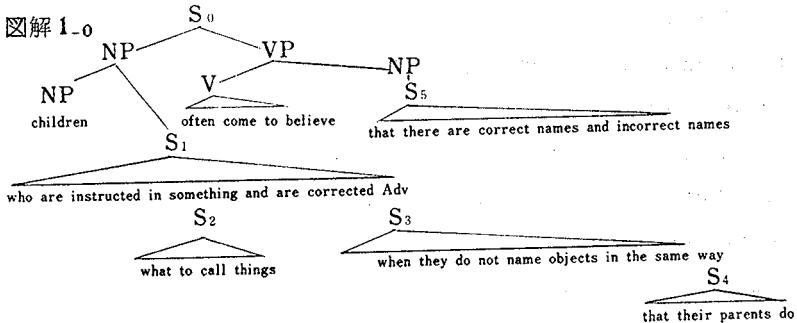 図解 1-0
S0
NP VP
NP V NP
children S5
often come to believe
that there are correct names and incorrect names
S1
who are instructed in something and are corrected Adv
S2 S3
what to call things
when they do not name objects in the same way
S4
that their parents do